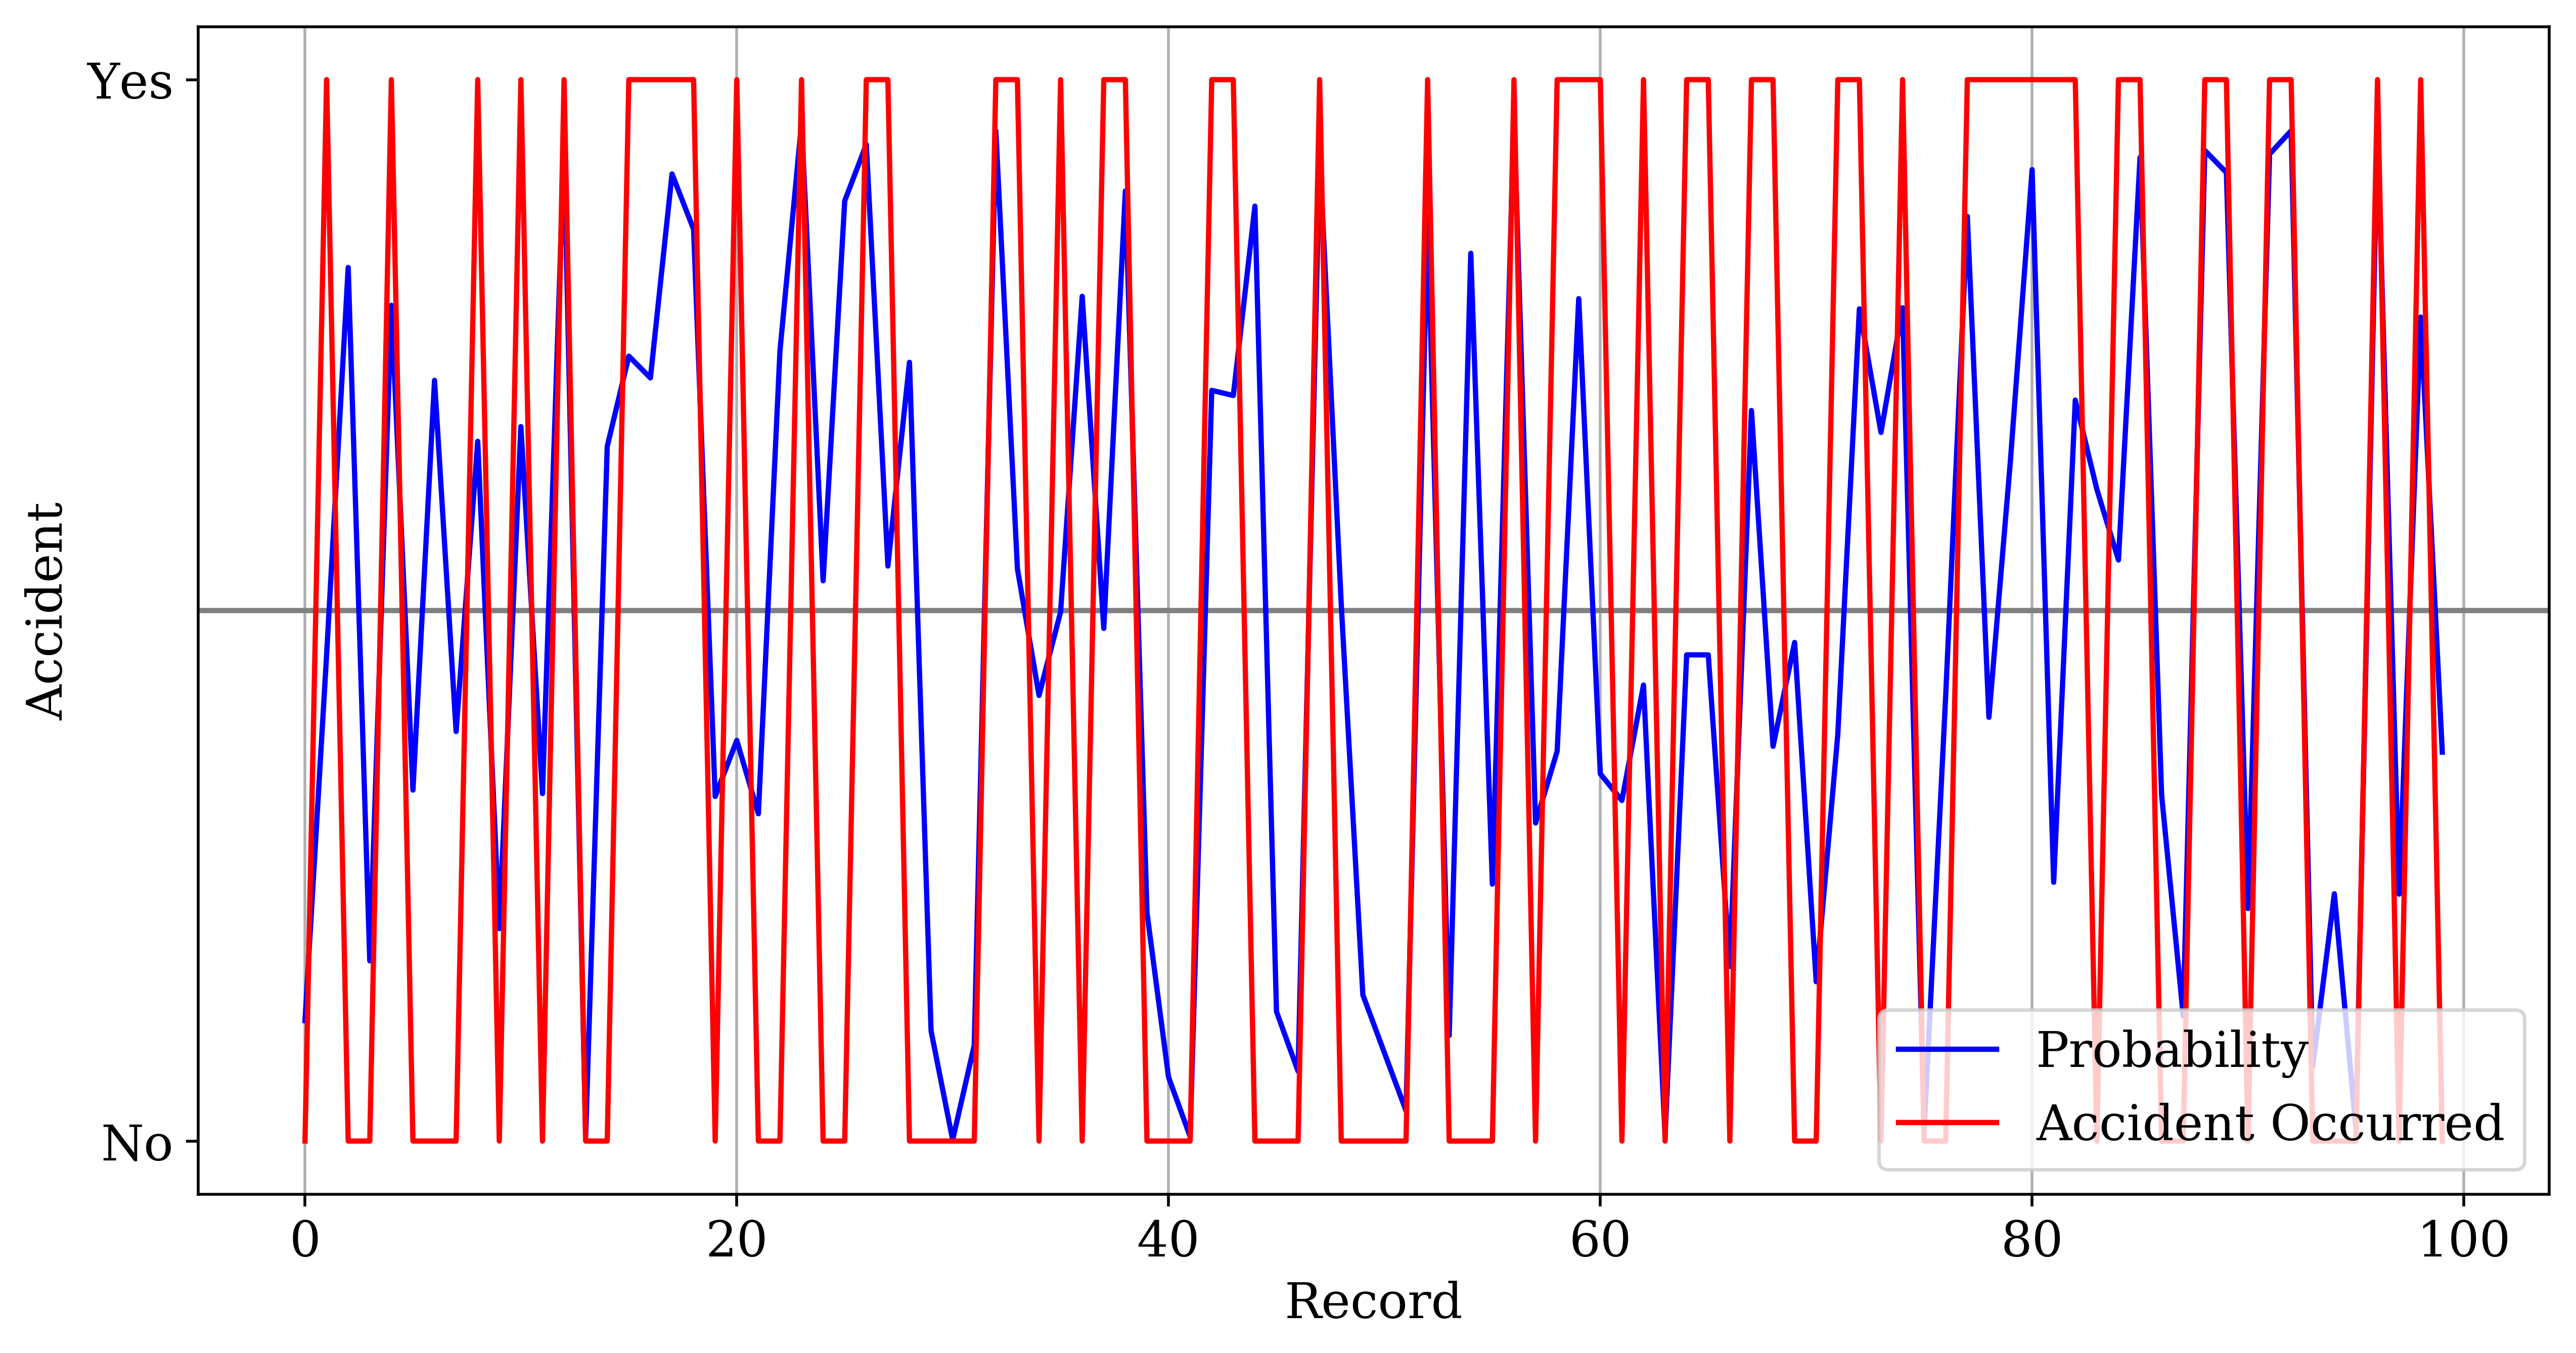 Yes
Accident
No
Probability
Accident Occurred
0 20 40 60 80 100
Record